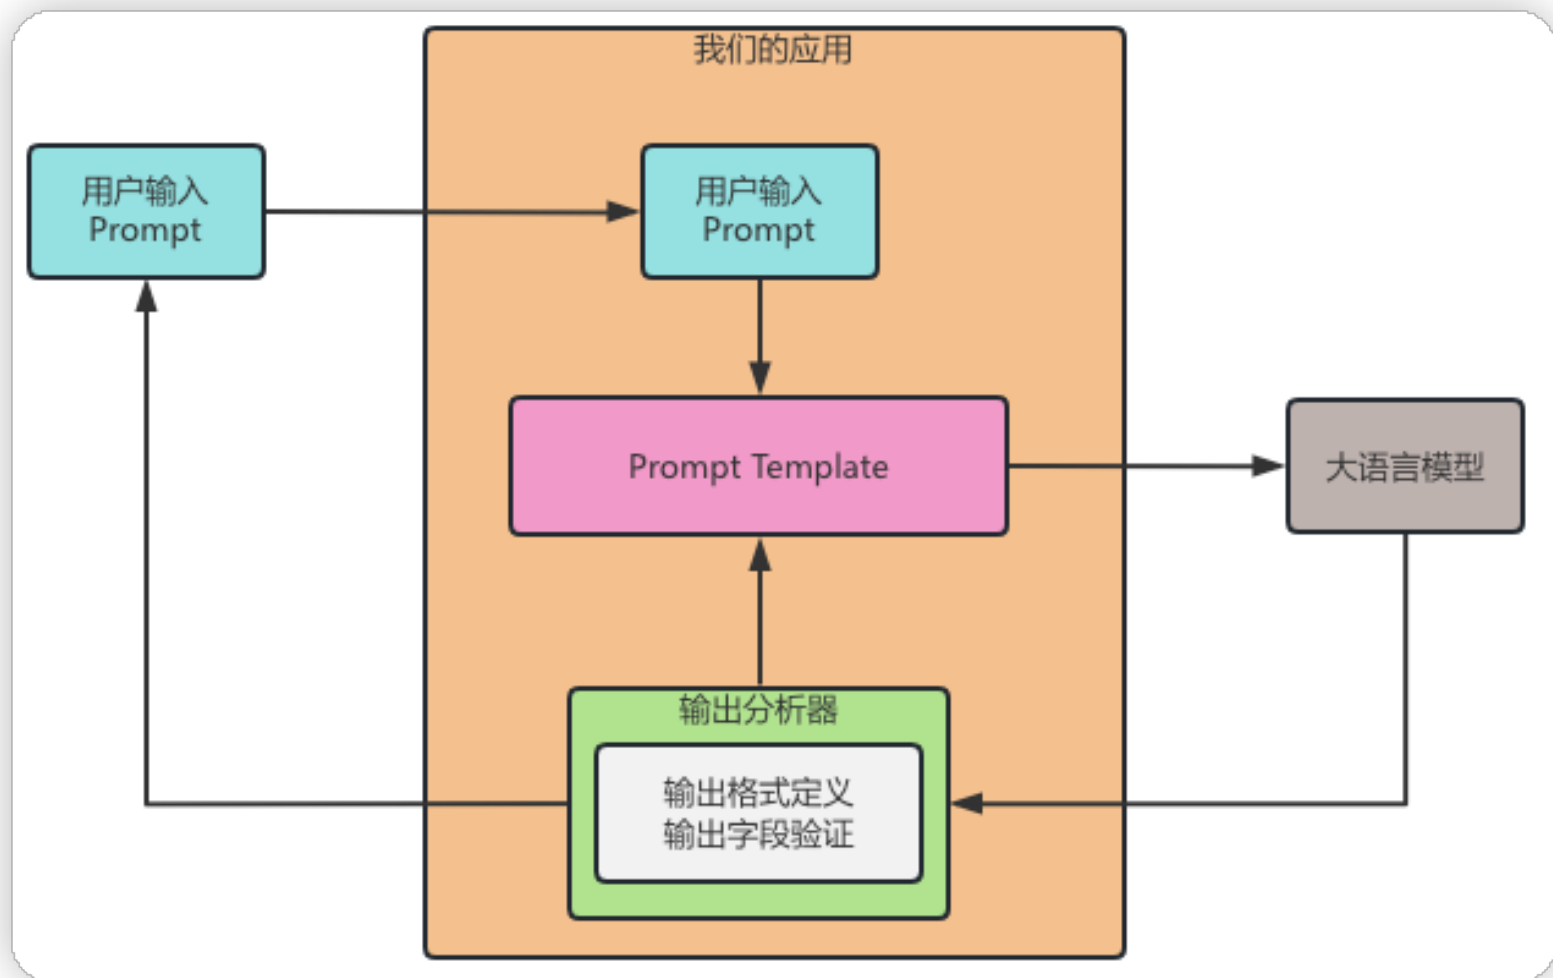 我们的应用
用户输入
Prompt
用户输入
Prompt
Prompt Template
大语言模型
输出分析器
输出格式定义
输出字段验证